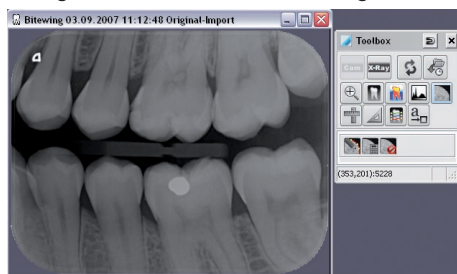 Bitewing 03.09.2007 11:12:48 Original-Import
Toolbox
Cam
X-Ray
a
(353,201):5228